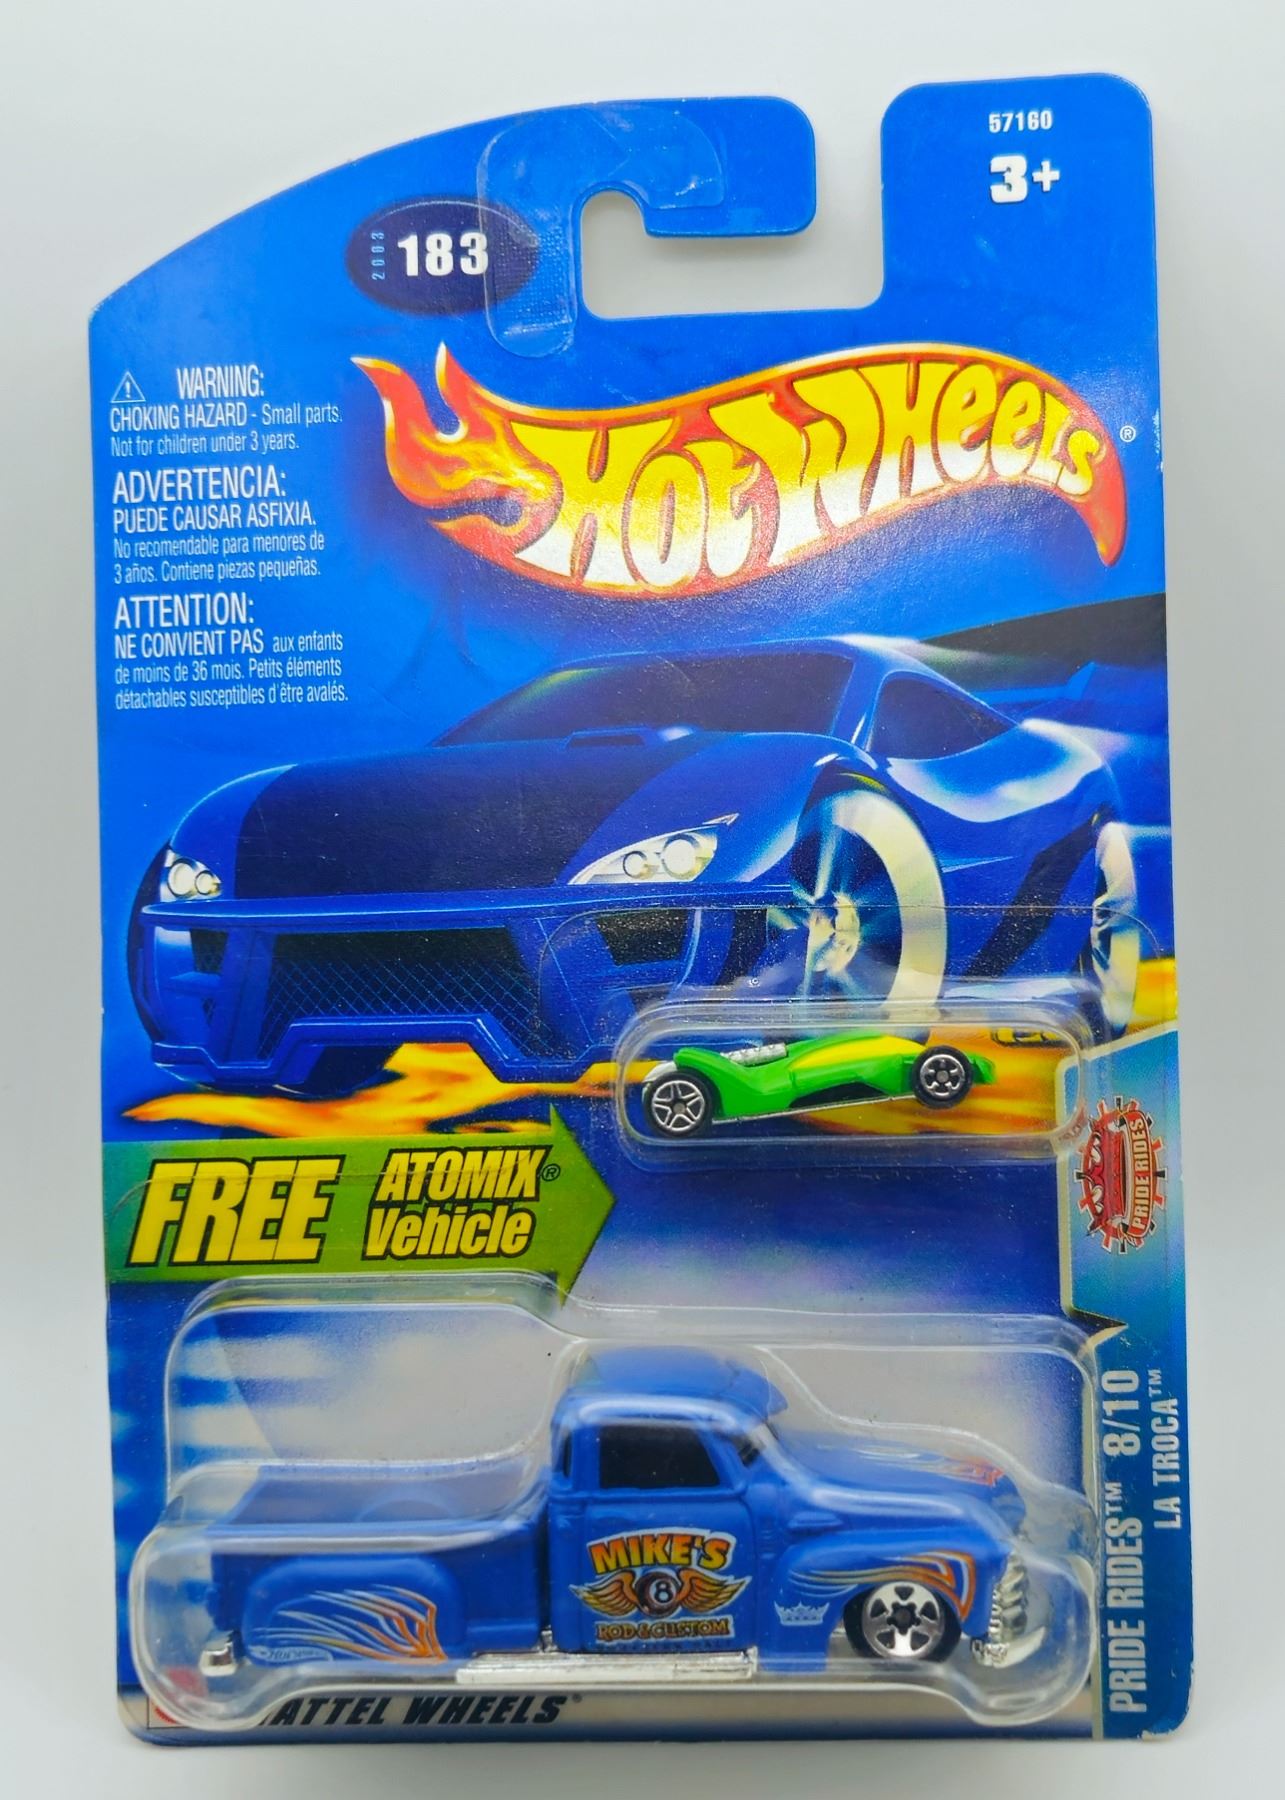 57160
3+
2003
183
HOT WHEELS®
WARNING:
CHOKING HAZARD - Small parts.
Not for children under 3 years.
ADVERTENCIA:
PUEDE CAUSAR ASFIXIA.
No recomendable para menores de
3 años. Contiene piezas pequeñas.
ATTENTION:
NE CONVIENT PAS aux enfants
de moins de 36 mois. Petits éléments
détachables susceptibles d'être avalés.
FREE ATOMIX®
Vehicle
PRIDE RIDES
PRIDE RIDES™ 8/10
LA TROCA™
MIKE'S
8
ROD & CUSTOM
ATTEL WHEELS®